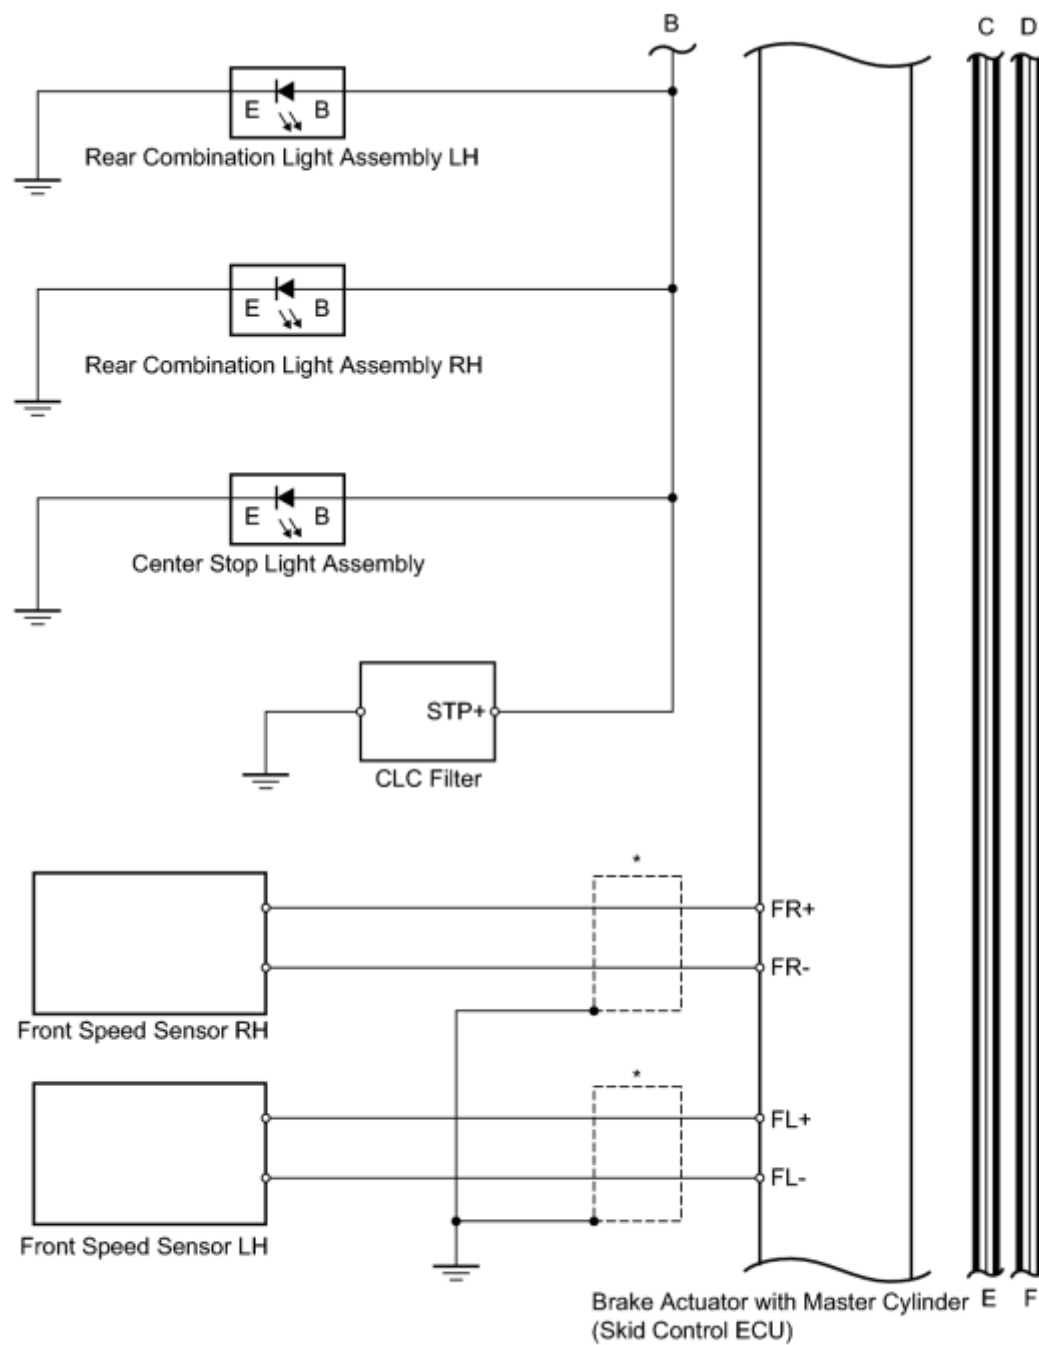 B
C D
E B
Rear Combination Light Assembly LH
E B
Rear Combination Light Assembly RH
E B
Center Stop Light Assembly
STP+
CLC Filter
*
FR+
FR-
Front Speed Sensor RH
*
FL+
FL-
Front Speed Sensor LH
Brake Actuator with Master Cylinder
(Skid Control ECU)
E F